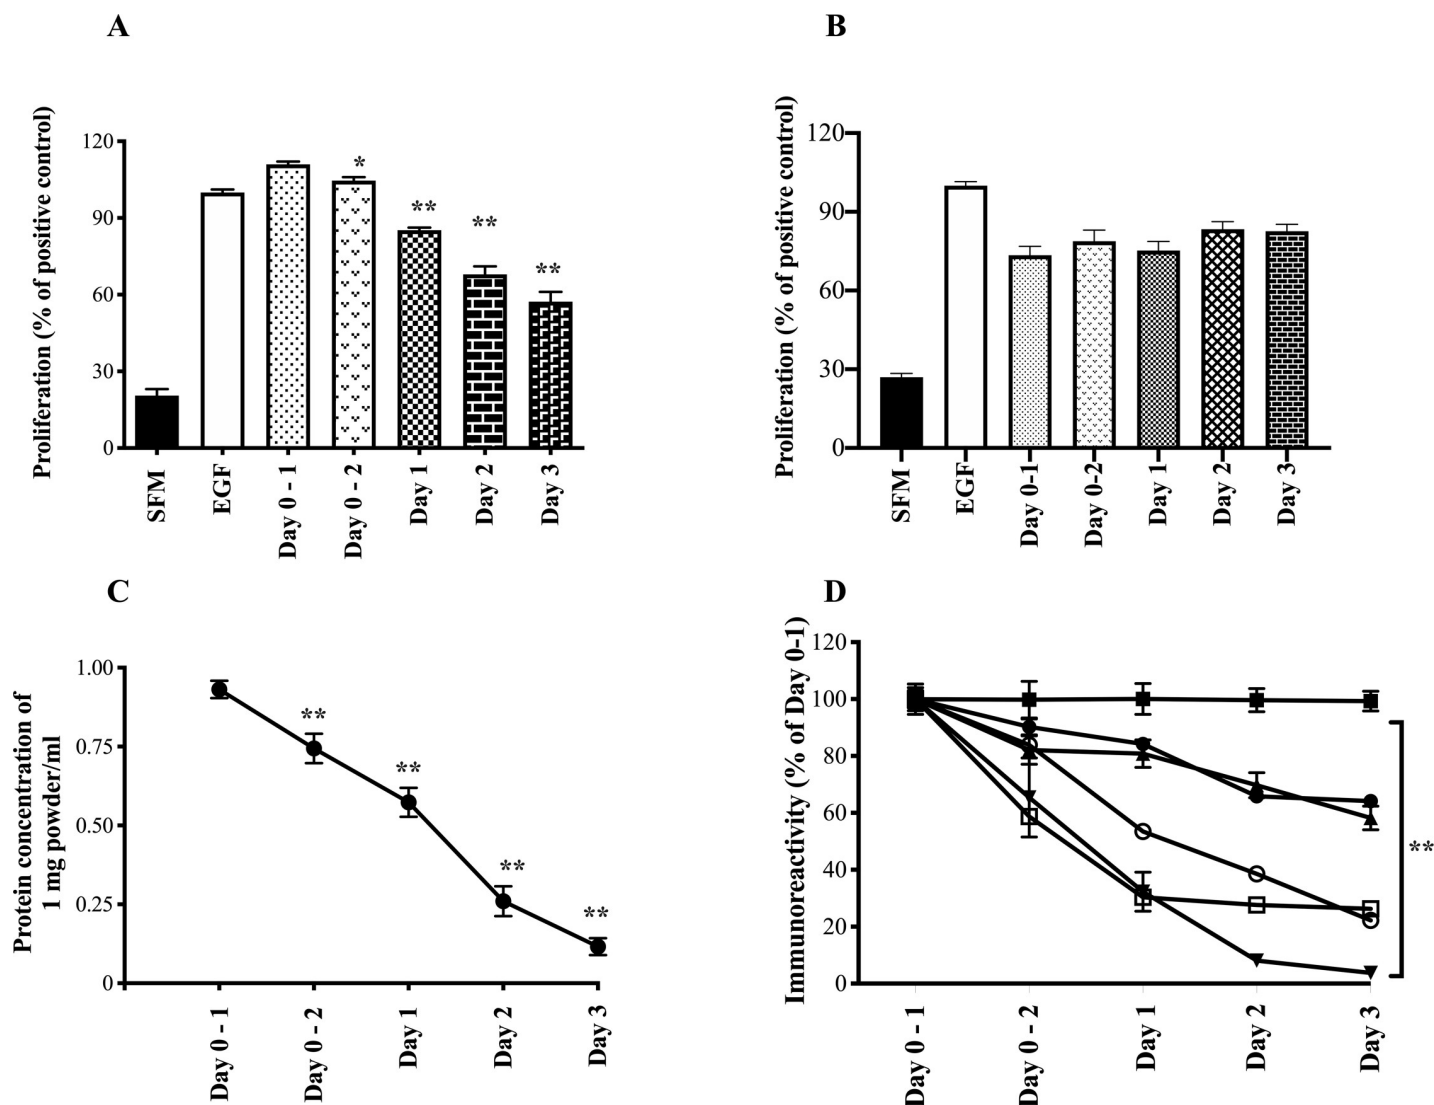 A
Proliferation (% of positive control)
120
90
60
30
0
*
**
**
**
SFM
EGF
Day 0 - 1
Day 0 - 2
Day 1
Day 2
Day 3
B
Proliferation (% of positive control)
120
90
60
30
0
SFM
EGF
Day 0-1
Day 0-2
Day 1
Day 2
Day 3
C
Protein concentration of
1 mg powder/ml
1.00
0.75
0.50
0.25
0
**
**
**
**
Day 0 - 1
Day 0 - 2
Day 1
Day 2
Day 3
D
Immunoreactivity (% of Day 0-1)
120
100
80
60
40
20
0
**
Day 0 - 1
Day 0 - 2
Day 1
Day 2
Day 3